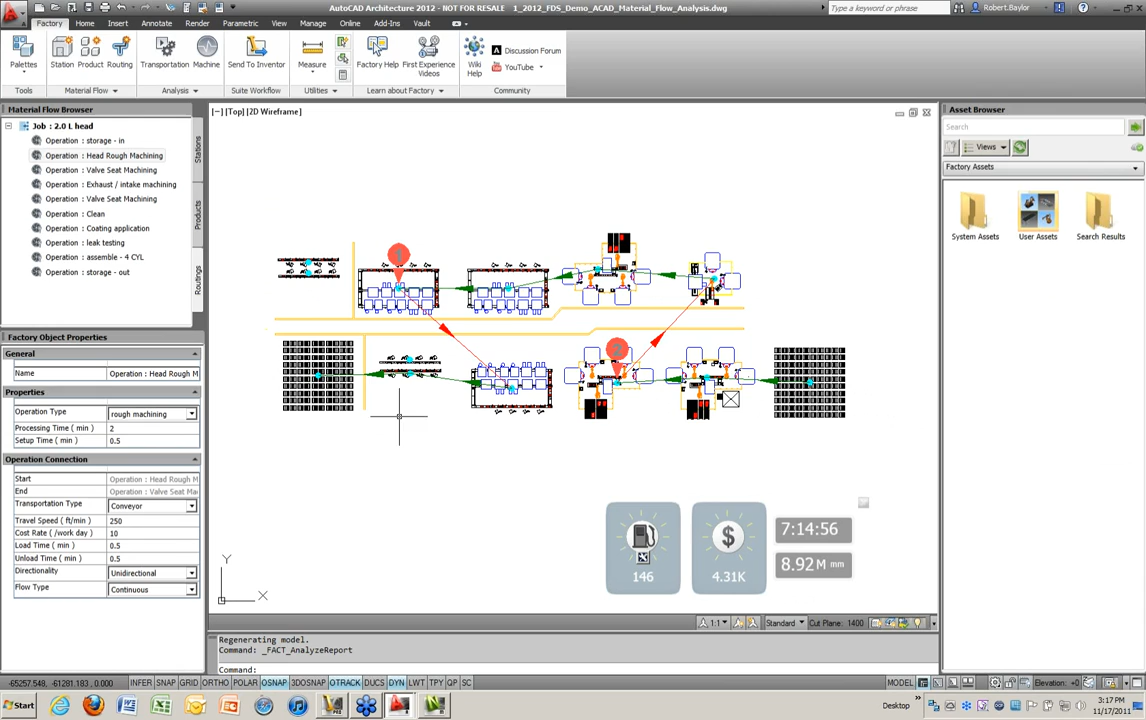 AutoCAD Architecture 2012 - NOT FOR RESALE 1_2012_FDS_Demo_ACAD_Material_Flow_Analysis.dwg
Type a keyword or phrase
Robert.Baylor
Factory Home Insert Annotate Render Parametric View Manage Online Add-Ins Vault
Palettes Station Product Routing Transportation Machine Send To Inventor Measure Factory Help First Experience Videos Wiki Help Discussion Forum YouTube
Tools Material Flow Analysis Suite Workflow Utilities Learn about Factory Community
Material Flow Browser
Job : 2.0 L head
Operation : storage - in
Operation : Head Rough Machining
Operation : Valve Seat Machining
Operation : Exhaust / intake machining
Operation : Valve Seat Machining
Operation : Clean
Operation : Coating application
Operation : leak testing
Operation : assemble - 4 CYL
Operation : storage - out
Stations
Products
Routings
Factory Object Properties
General
Name Operation : Head Rough M
Properties
Operation Type rough machining
Processing Time ( min ) 2
Setup Time ( min ) 0.5
Operation Connection
Start Operation : Head Rough M
End Operation : Valve Seat Ma
Transportation Type Conveyor
Travel Speed ( ft/min ) 250
Cost Rate ( /work day ) 10
Load Time ( min ) 0.5
Unload Time ( min ) 0.5
Directionality Unidirectional
Flow Type Continuous
[-] [Top] [2D Wireframe]
Y
X
146
4.31K
7:14:56
8.92M mm
Asset Browser
Search
Views
Factory Assets
System Assets User Assets Search Results
1:1 Standard Cut Plane: 1400
Regenerating model.
Command: _FACT_AnalyzeReport
Command:
-65257.548, -61281.183, 0.000 INFER SNAP GRID ORTHO POLAR OSNAP 3DOSNAP OTRACK DUCS DYN LWT TPY QP SC MODEL Elevation: +0
Start Desktop 3:17 PM
11/17/2011